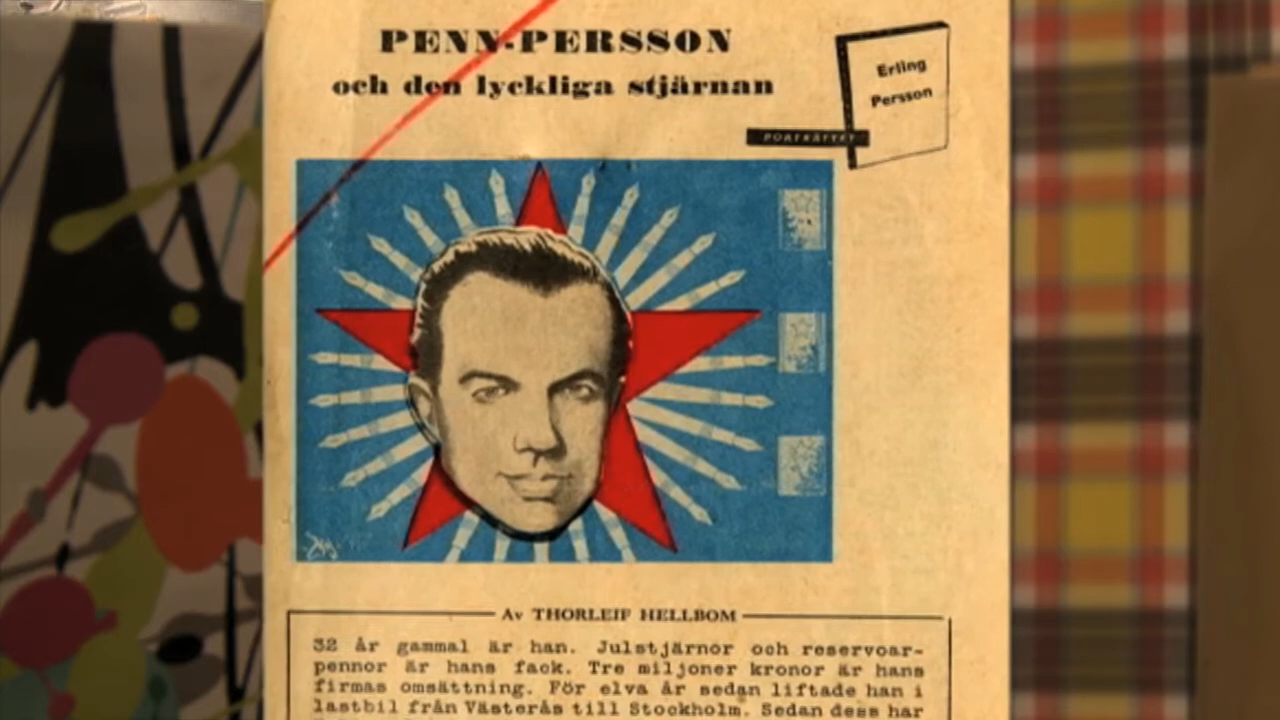 PENN-PERSSON
och den lyckliga stjärnan
Erling
Persson
PORTRÄTTET
Av THORLEIF HELLBOM
32 år gammal är han. Julstjärnor och reservoar-
pennor är hans fack. Tre miljoner kronor är hans
firmas omsättning. För elva år sedan liftade han i
lastbil från Västerås till Stockholm. Sedan dess har